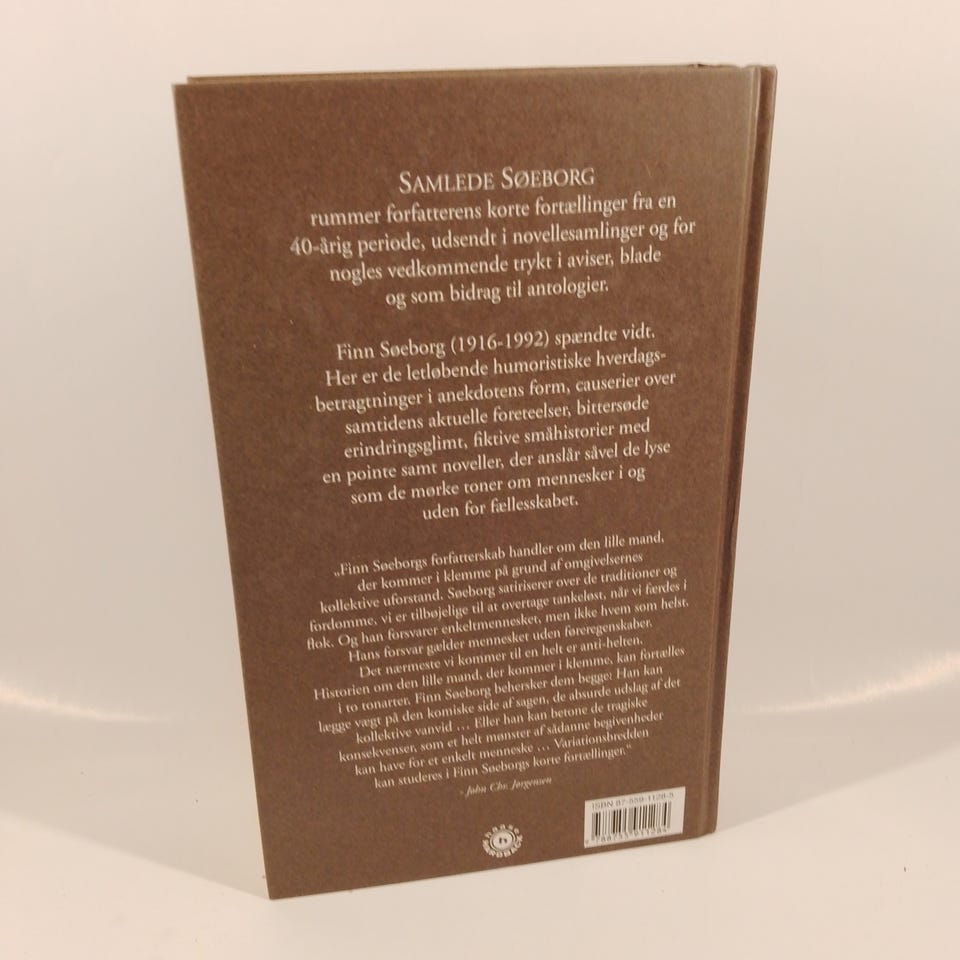 SAMLEDE SØEBORG
rummer forfatterens korte fortællinger fra en
40-årig periode, udsendt i novellesamlinger og for
nogles vedkommende trykt i aviser, blade
og som bidrag til antologier.
Finn Søeborg (1916-1992) spændte vidt.
Her er de letløbende humoristiske hverdags-
betragtninger i anekdotens form, causerier over
samtidens aktuelle foreteelser, bittersøde
erindringsglimt, fiktive småhistorier med
en pointe samt noveller, der anslår såvel de lyse
som de mørke toner om mennesker i og
uden for fællesskabet.
„Finn Søeborgs forfatterskab handler om den lille mand,
der kommer i klemme på grund af omgivelsernes
kollektive uforstand. Søeborg satiriserer over de traditioner og
fordomme, vi er tilbøjelige til at overtage tankeløst, når vi færdes i
flok. Og han forsvarer enkeltmennesket, men ikke hvem som helst.
Hans forsvar gælder mennesket udenføreregenskaber.
Det nærmeste vi kommer til en helt er anti-helten.
Historien om den lille mand, der kommer i klemme, kan fortælles
i to tonarter. Finn Søeborg behersker dem begge: Han kan
lægge vægt på den komiske side af sagen, de absurde udslag af det
kollektive vanvid ... Eller han kan betone de tragiske
konsekvenser, som et helt mønster af sådanne begivenheder
kan have for et enkelt menneske ... Variationsbredden
kan studeres i Finn Søeborgs korte fortællinger.“
- John Chr. Jørgensen
ISBN 87-559-1128-5
9 788755 911284
HARDBACK